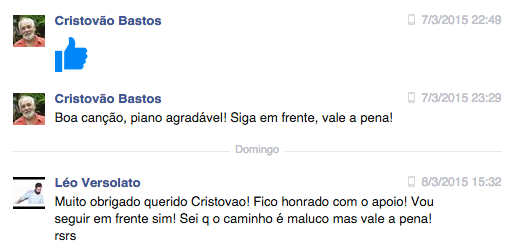 Cristovão Bastos 7/3/2015 22:49
Cristovão Bastos 7/3/2015 23:29
Boa canção, piano agradável! Siga em frente, vale a pena!
Domingo
Léo Versolato 8/3/2015 15:32
Muito obrigado querido Cristovao! Fico honrado com o apoio! Vou
seguir em frente sim! Sei q o caminho é maluco mas vale a pena!
rsrs